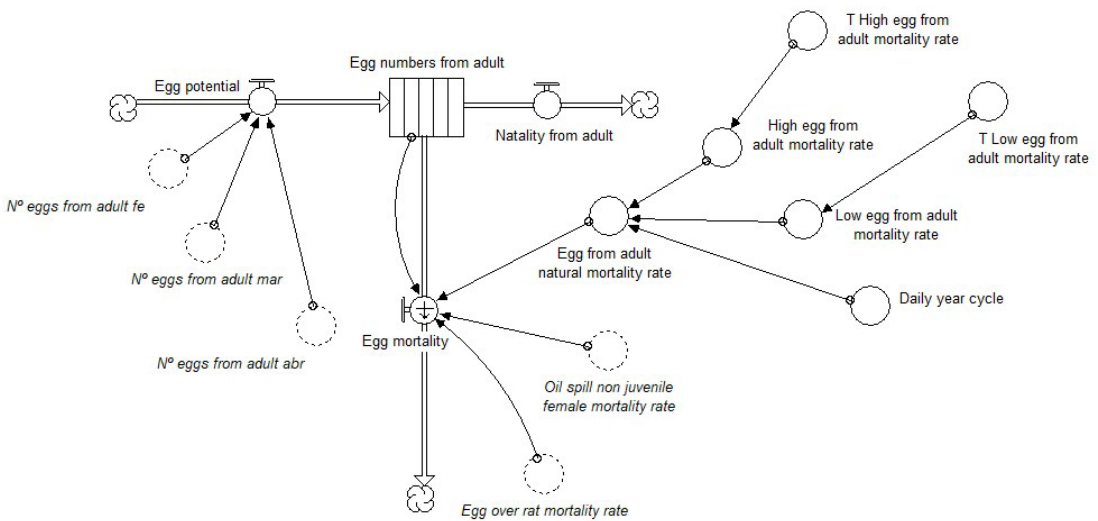 T High egg from
adult mortality rate
Egg numbers from adult
Egg potential
High egg from
adult mortality rate
Natality from adult
T Low egg from
adult mortality rate
Nº eggs from adult fe
Low egg from adult
mortality rate
Egg from adult
natural mortality rate
Nº eggs from adult mar
Daily year cycle
Egg mortality
Nº eggs from adult abr
Oil spill non juvenile
female mortality rate
Egg over rat mortality rate